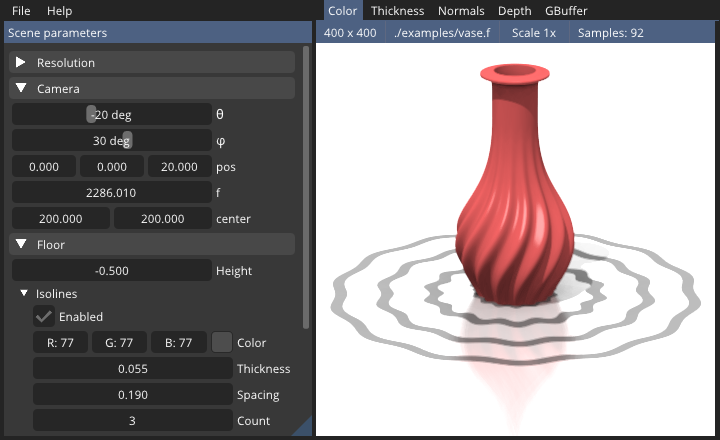 File Help
Color Thickness Normals Depth GBuffer
Scene parameters
400 x 400 ./examples/vase.f Scale 1x Samples: 92
Resolution
Camera
-20 deg θ
30 deg φ
0.000 0.000 20.000 pos
2286.010 f
200.000 200.000 center
Floor
-0.500 Height
Isolines
Enabled
R: 77 G: 77 B: 77 Color
0.055 Thickness
0.190 Spacing
3 Count